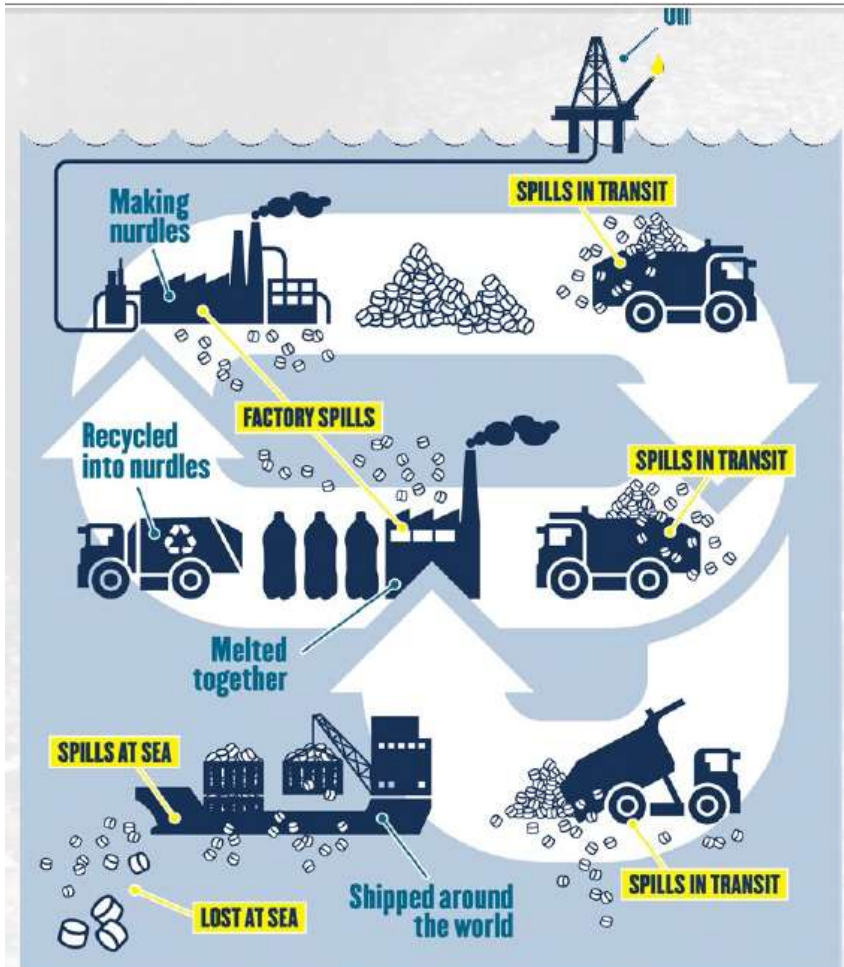 Oil
SPILLS IN TRANSIT
Making
nurdles
FACTORY SPILLS
Recycled
into nurdles
SPILLS IN TRANSIT
Melted
together
SPILLS AT SEA
SPILLS IN TRANSIT
Shipped around
the world
LOST AT SEA